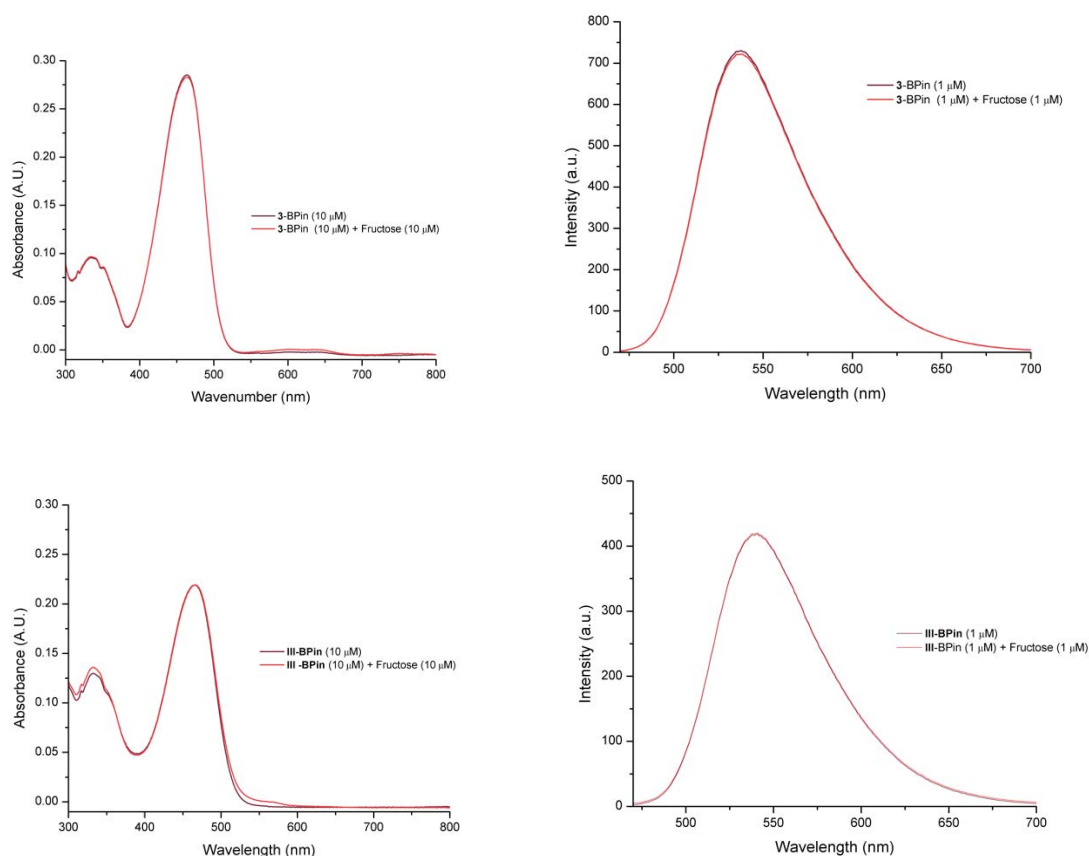 0.30
0.25
0.20
0.15
0.10
0.05
0.00
Absorbance (A.U.)
3-BPin (10 μM)
3-BPin (10 μM) + Fructose (10 μM)
300 400 500 600 700 800
Wavenumber (nm)
800
700
600
500
400
300
200
100
0
Intensity (a.u.)
3-BPin (1 μM)
3-BPin (1 μM) + Fructose (1 μM)
500 550 600 650 700
Wavelength (nm)
0.30
0.25
0.20
0.15
0.10
0.05
0.00
Absorbance (A.U.)
III-BPin (10 μM)
III -BPin (10 μM) + Fructose (10 μM)
300 400 500 600 700 800
Wavelength (nm)
500
400
300
200
100
0
Intensity (a.u.)
III-BPin (1 μM)
III-BPin (1 μM) + Fructose (1 μM)
500 550 600 650 700
Wavelength (nm)